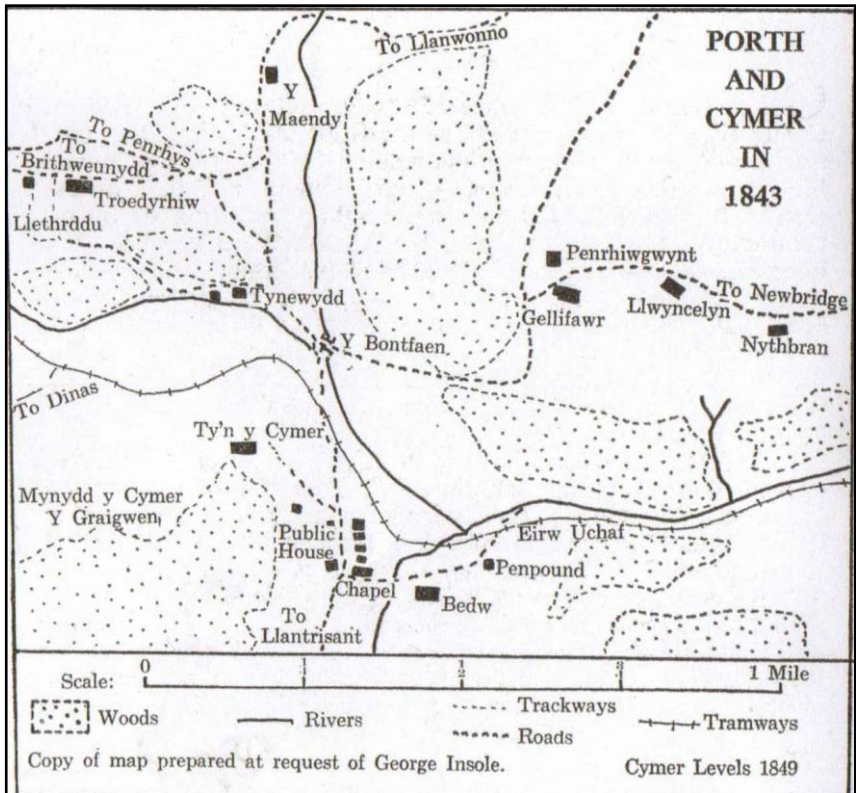 PORTH
AND
CYMER
IN
1843
To Llanwonno
Y
Maendy
To Penrhys
To
Brithweunydd
Troedyrhiw
Llethrddu
Penrhiwgwynt
Tynewydd
Gellifawr
Llwyncelyn
To Newbridge
Y Bontfaen
Nythbran
To Dinas
Ty'n y Cymer
Mynydd y Cymer
Y Graigwen
Public
House
Eirw Uchaf
Penpound
Chapel
Bedw
To
Llantrisant
Scale:
0 1 2 3 1 Mile
Woods
Rivers
Trackways
Roads
Tramways
Copy of map prepared at request of George Insole.
Cymer Levels 1849